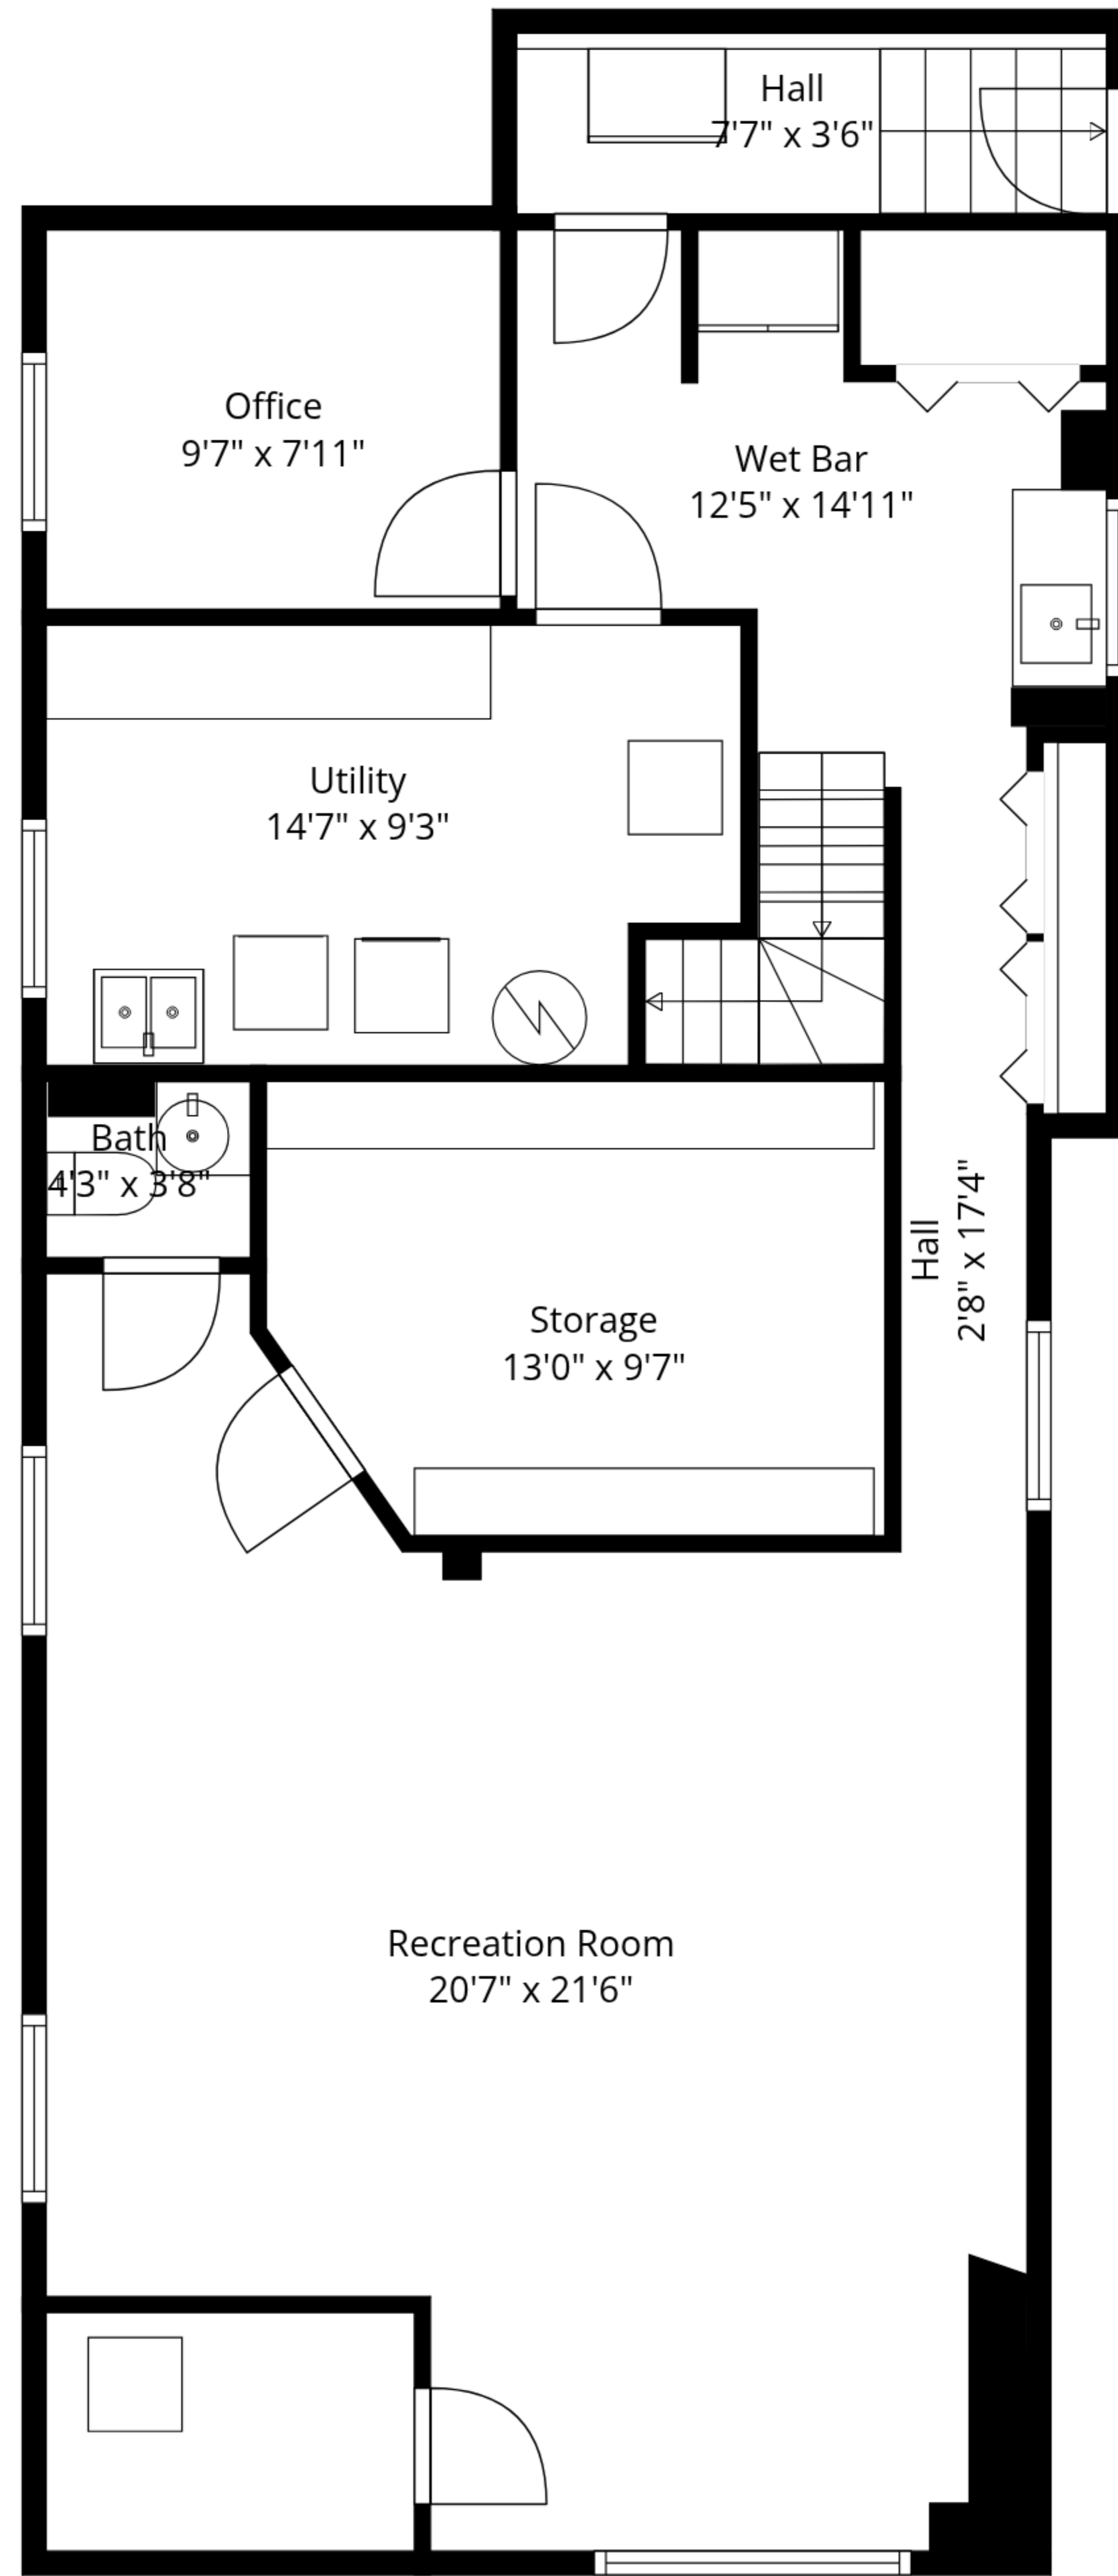 Hall
7'7" x 3'6"
Office
9'7" x 7'11"
Wet Bar
12'5" x 14'11"
Utility
14'7" x 9'3"
Bath
4'3" x 3'8"
Hall
2'8" x 17'4"
Storage
13'0" x 9'7"
Recreation Room
20'7" x 21'6"